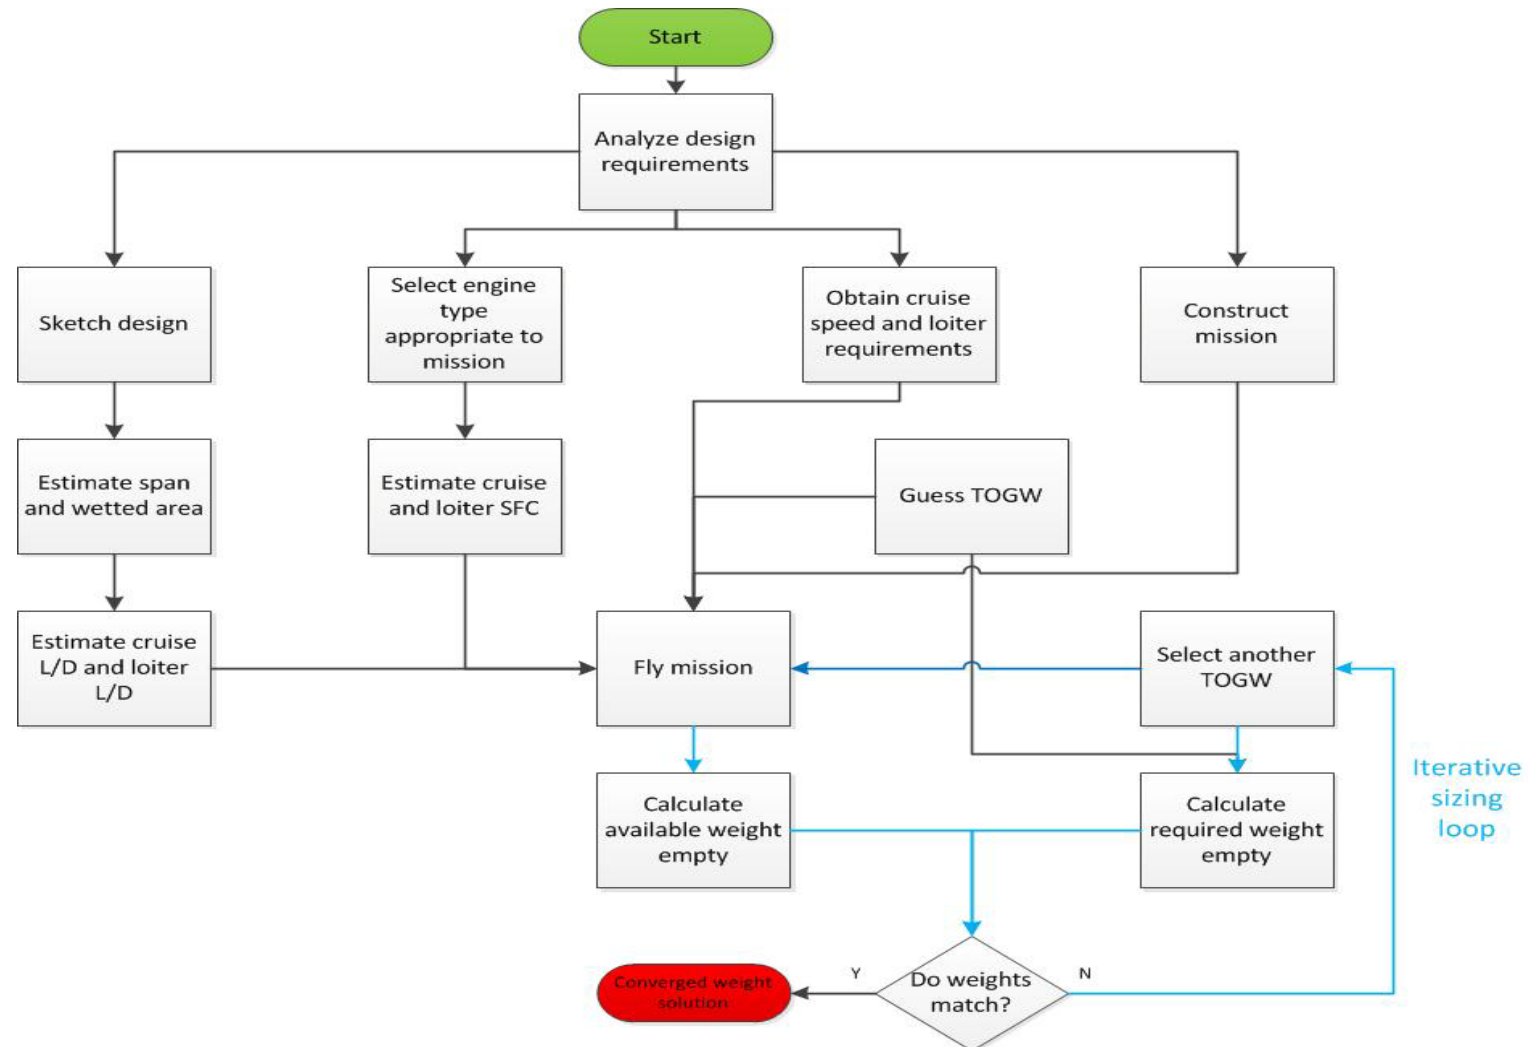 Start
Analyze design
requirements
Sketch design
Select engine
type
appropriate to
mission
Obtain cruise
speed and loiter
requirements
Construct
mission
Estimate span
and wetted area
Estimate cruise
and loiter SFC
Guess TOGW
Estimate cruise
L/D and loiter
L/D
Fly mission
Select another
TOGW
Iterative
sizing
loop
Calculate
available weight
empty
Calculate
required weight
empty
Converged weight
solution
Y
Do weights
match?
N